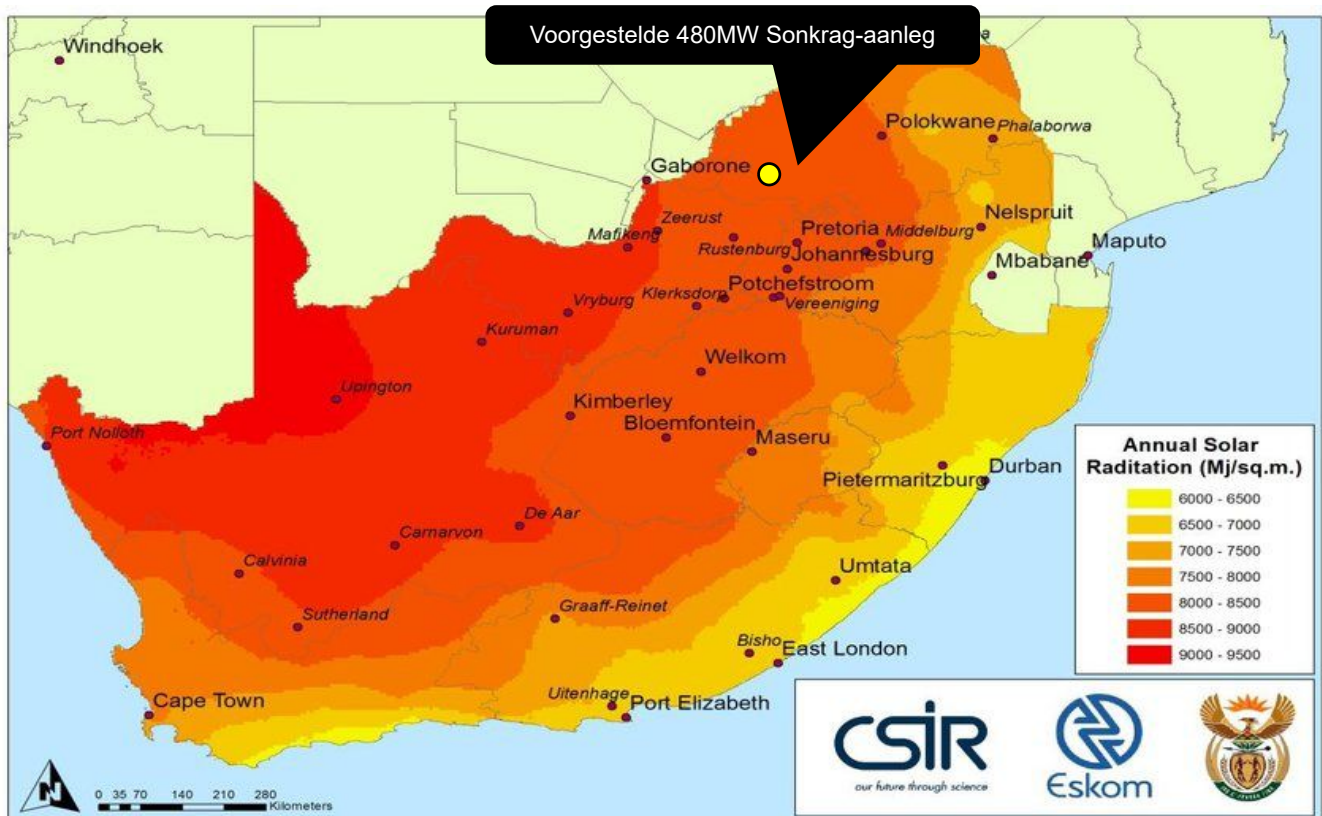 Windhoek
Voorgestelde 480MW Sonkrag-aanleg
Polokwane
Phalaborwa
Gaborone
Zeerust
Mafikeng
Rustenburg
Pretoria
Middelburg
Nelspruit
Johannesburg
Maputo
Mbabane
Potchefstroom
Klerksdorp
Vereeniging
Vryburg
Kuruman
Welkom
Upington
Kimberley
Bloemfontein
Maseru
Port Nolloth
Pietermaritzburg
Durban
De Aar
Carnarvon
Calvinia
Umtata
Sutherland
Graaff-Reinet
Bisho
East London
Uitenhage
Port Elizabeth
Cape Town
Annual Solar
Raditation (Mj/sq.m.)
6000 - 6500
6500 - 7000
7000 - 7500
7500 - 8000
8000 - 8500
8500 - 9000
9000 - 9500
N
0 35 70 140 210 280
Kilometers
CSIR
our future through science
Eskom